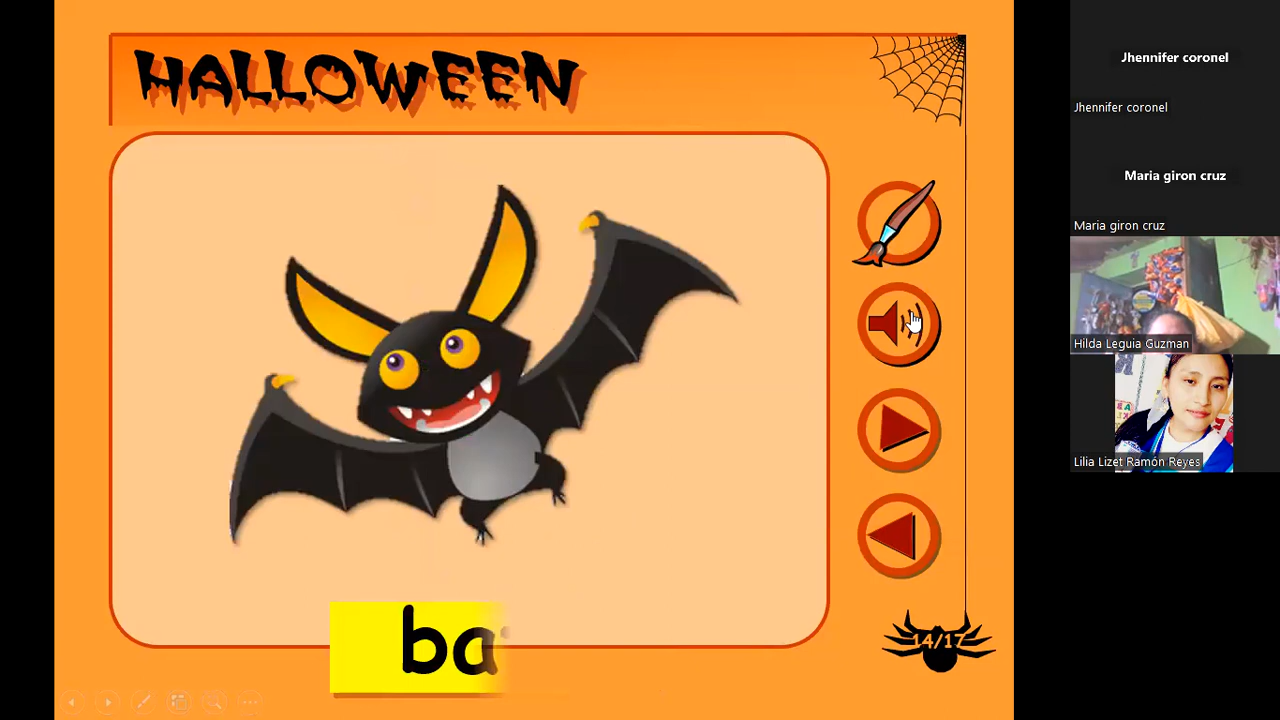 HALLOWEEN
ba
14/17
Jhennifer coronel
Jhennifer coronel
Maria giron cruz
Maria giron cruz
Hilda Leguia Guzman
Lilia Lizet Ramón Reyes